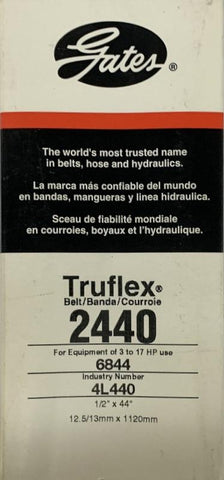 Gates®
The world's most trusted name
in belts, hose and hydraulics.
La marca más confiable del mundo
en bandas, mangueras y linea hidraulica.
Sceau de fiabilité mondiale
en courroies, boyaux et l'hydraulique.
Truflex®
Belt/Banda/Courroie
2440
For Equipment of 3 to 17 HP use
6844
Industry Number
4L440
1/2" x 44"
12.5/13mm x 1120mm